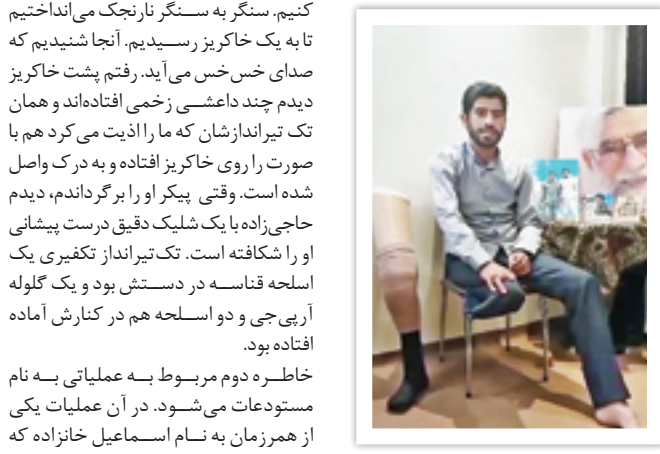 کنیم. سنگر به سنگر نارنجک می‌انداختیم
تا به یک خاکریز رسیدیم. آنجا شنیدیم که
صدای خس‌خس می‌آید. رفتم پشت خاکریز
دیدم چند داعشی زخمی افتاده‌اند و همان
تک تیراندازشان که ما را اذیت می‌کرد هم با
صورت را روی خاکریز افتاده و به درک واصل
شده است. وقتی پیکر او را برگرداندم، دیدم
حاجی‌زاده با یک شلیک دقیق درست پیشانی
او را شکافته است. تک‌تیرانداز تکفیری یک
اسلحه قناسه در دستش بود و یک گلوله
آرپی‌جی و دو اسلحه هم در کنارش آماده
افتاده بود.
خاطره دوم مربوط به عملیاتی به نام
مستودعات می‌شود. در آن عملیات یکی
از همرزمان به نام اسماعیل خانزاده که